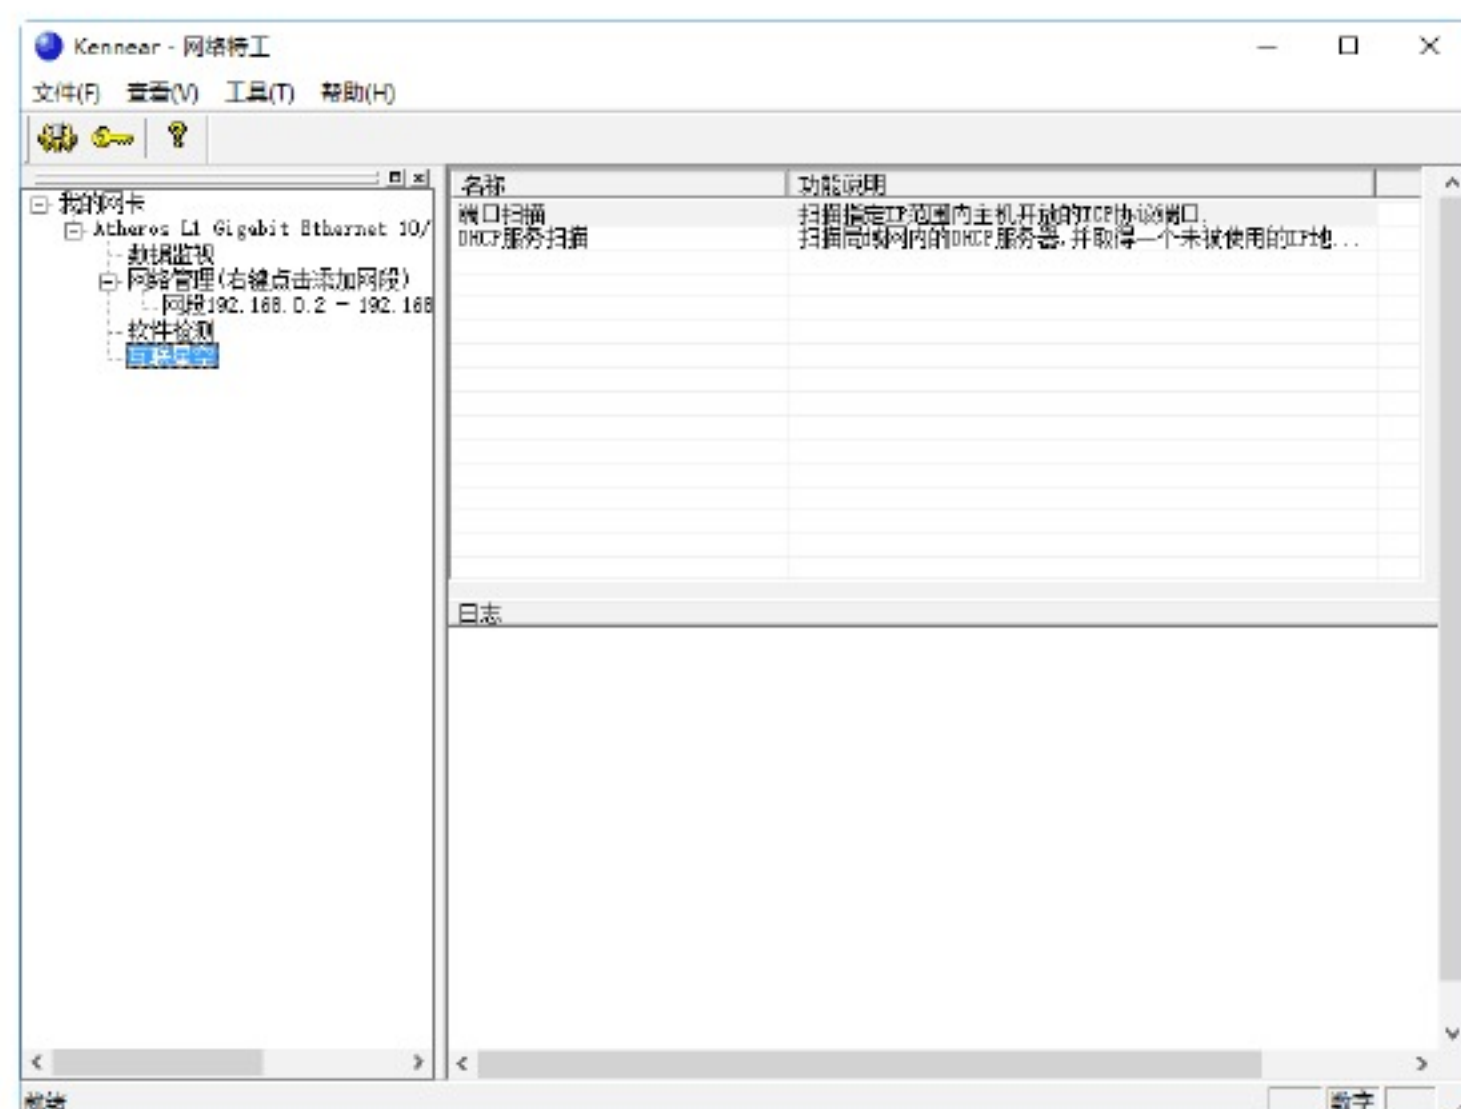 Kennear - 网络特工
文件(F) 查看(V) 工具(T) 帮助(H)
我的网卡
Atheros L1 Gigabit Ethernet 10/
数据监视
网络管理(右键点击添加网段)
网段192.168.0.2 - 192.168
软件检测
互联星空
名称 功能说明
端口扫描 扫描指定IP范围内主机开放的TCP协议端口.
DHCP服务扫描 扫描局域网内的DHCP服务器,并取得一个未被使用的IP地...
日志
就绪 数字